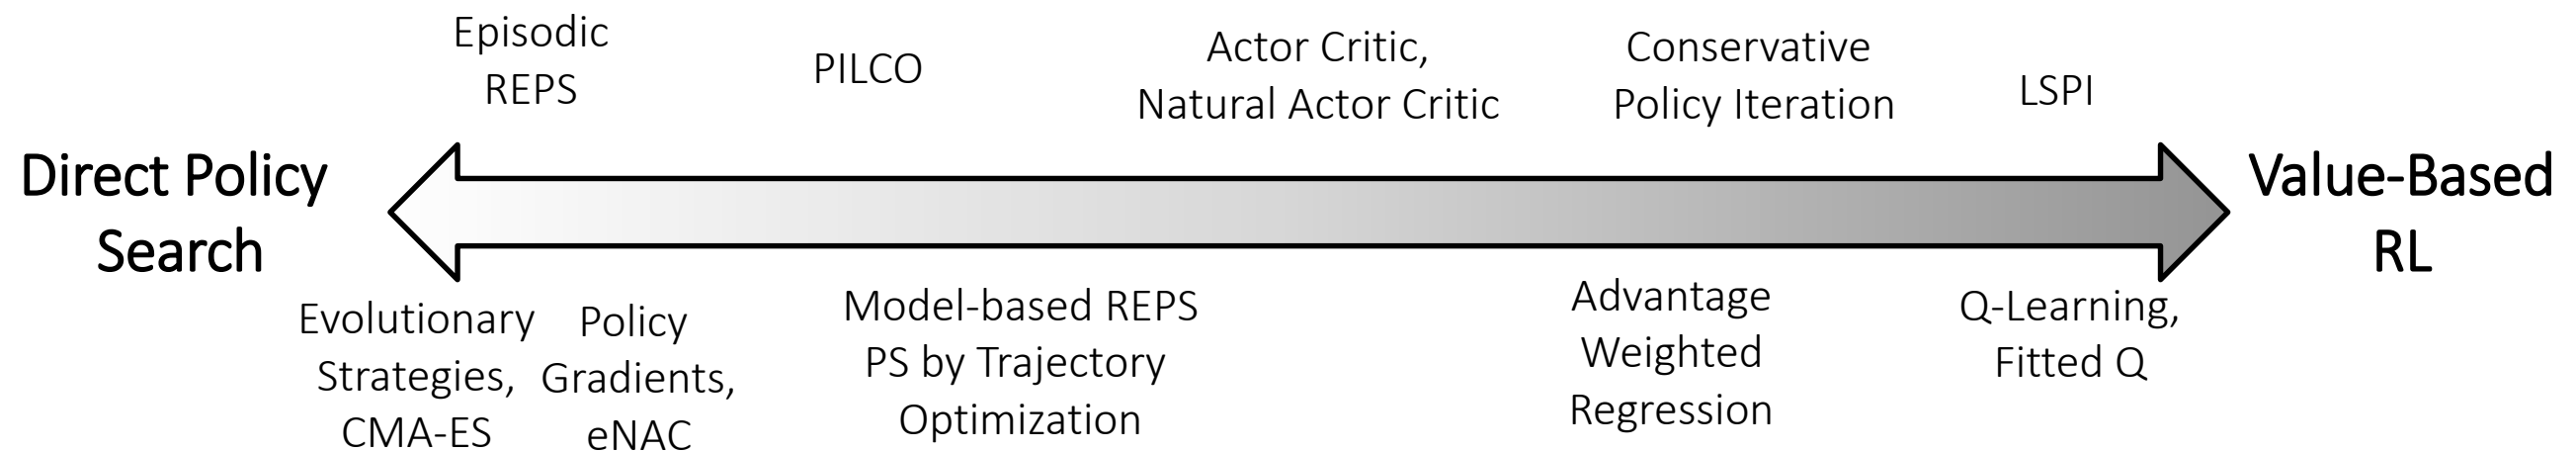 Episodic
REPS
PILCO
Actor Critic,
Natural Actor Critic
Conservative
Policy Iteration
LSPI
Direct Policy
Search
Value-Based
RL
Evolutionary
Strategies,
CMA-ES
Policy
Gradients,
eNAC
Model-based REPS
PS by Trajectory
Optimization
Advantage
Weighted
Regression
Q-Learning,
Fitted Q